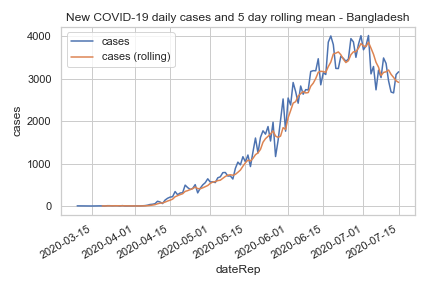 New COVID-19 daily cases and 5 day rolling mean - Bangladesh
cases
cases (rolling)
4000
3000
2000
1000
0
cases
2020-03-15
2020-04-01
2020-04-15
2020-05-01
2020-05-15
2020-06-01
2020-06-15
2020-07-01
2020-07-15
dateRep